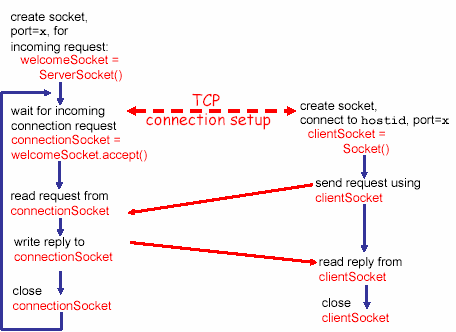 create socket,
port=x, for
incoming request:
welcomeSocket =
ServerSocket()
TCP
connection setup
wait for incoming
connection request
connectionSocket =
welcomeSocket.accept()
create socket,
connect to hostid, port=x
clientSocket =
Socket()
read request from
connectionSocket
send request using
clientSocket
write reply to
connectionSocket
read reply from
clientSocket
close
connectionSocket
close
clientSocket